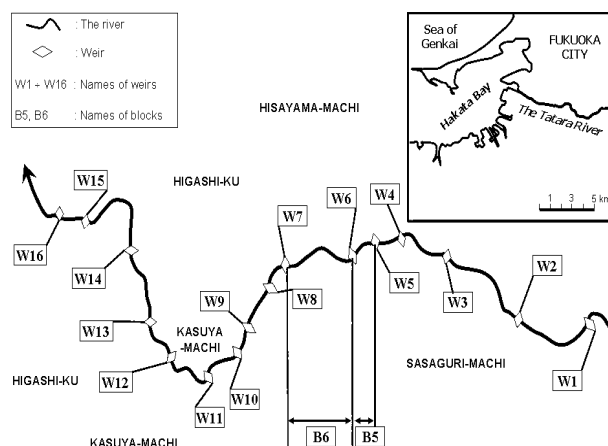 : The river
: Weir
W1 ÷ W16 : Names of weirs
B5, B6 : Names of blocks
Sea of
Genkai
FUKUOKA
CITY
Hakata Bay
The Tatara River
1 3 5 km
HISAYAMA-MACHI
HIGASHI-KU
W15
W16
W14
W13
W12
W11
W10
W9
W8
W7
W6
W4
W5
W3
W2
W1
KASUYA
-MACHI
SASAGURI-MACHI
HIGASHI-KU
KASUYA-MACHI
B6
B5